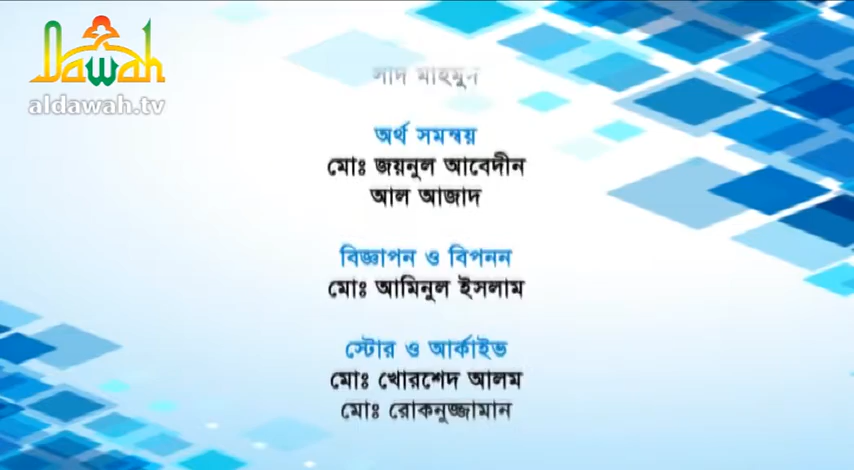 Dawah
aldawah.tv
সাদ মাহমুদ
অর্থ সমন্বয়
মোঃ জয়নুল আবেদীন
আল আজাদ
বিজ্ঞাপন ও বিপনন
মোঃ আমিনুল ইসলাম
স্টোর ও আর্কাইভ
মোঃ খোরশেদ আলম
মোঃ রোকনুজ্জামান